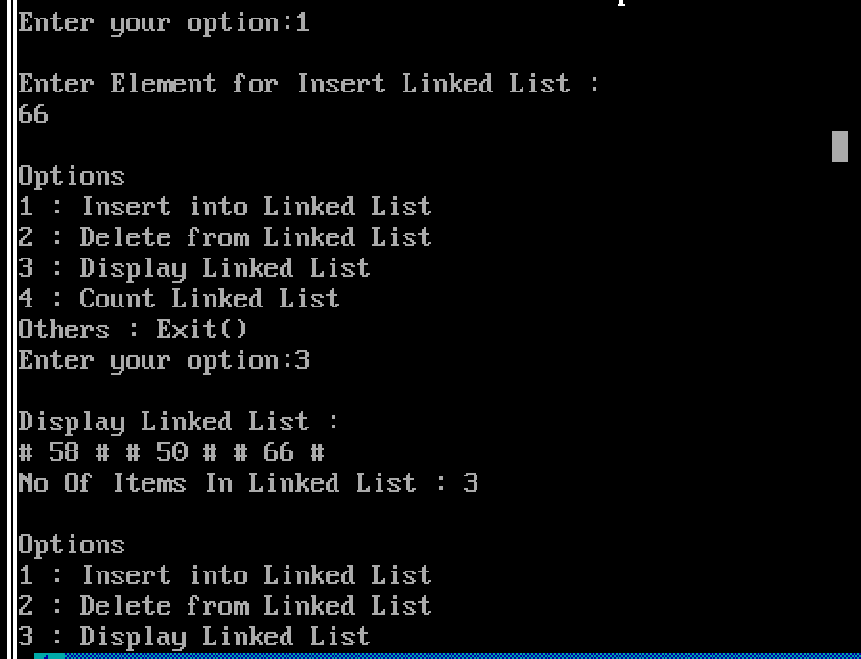 Enter your option:1
Enter Element for Insert Linked List :
66
Options
1 : Insert into Linked List
2 : Delete from Linked List
3 : Display Linked List
4 : Count Linked List
Others : Exit()
Enter your option:3
Display Linked List :
# 58 # # 50 # # 66 #
No Of Items In Linked List : 3
Options
1 : Insert into Linked List
2 : Delete from Linked List
3 : Display Linked List